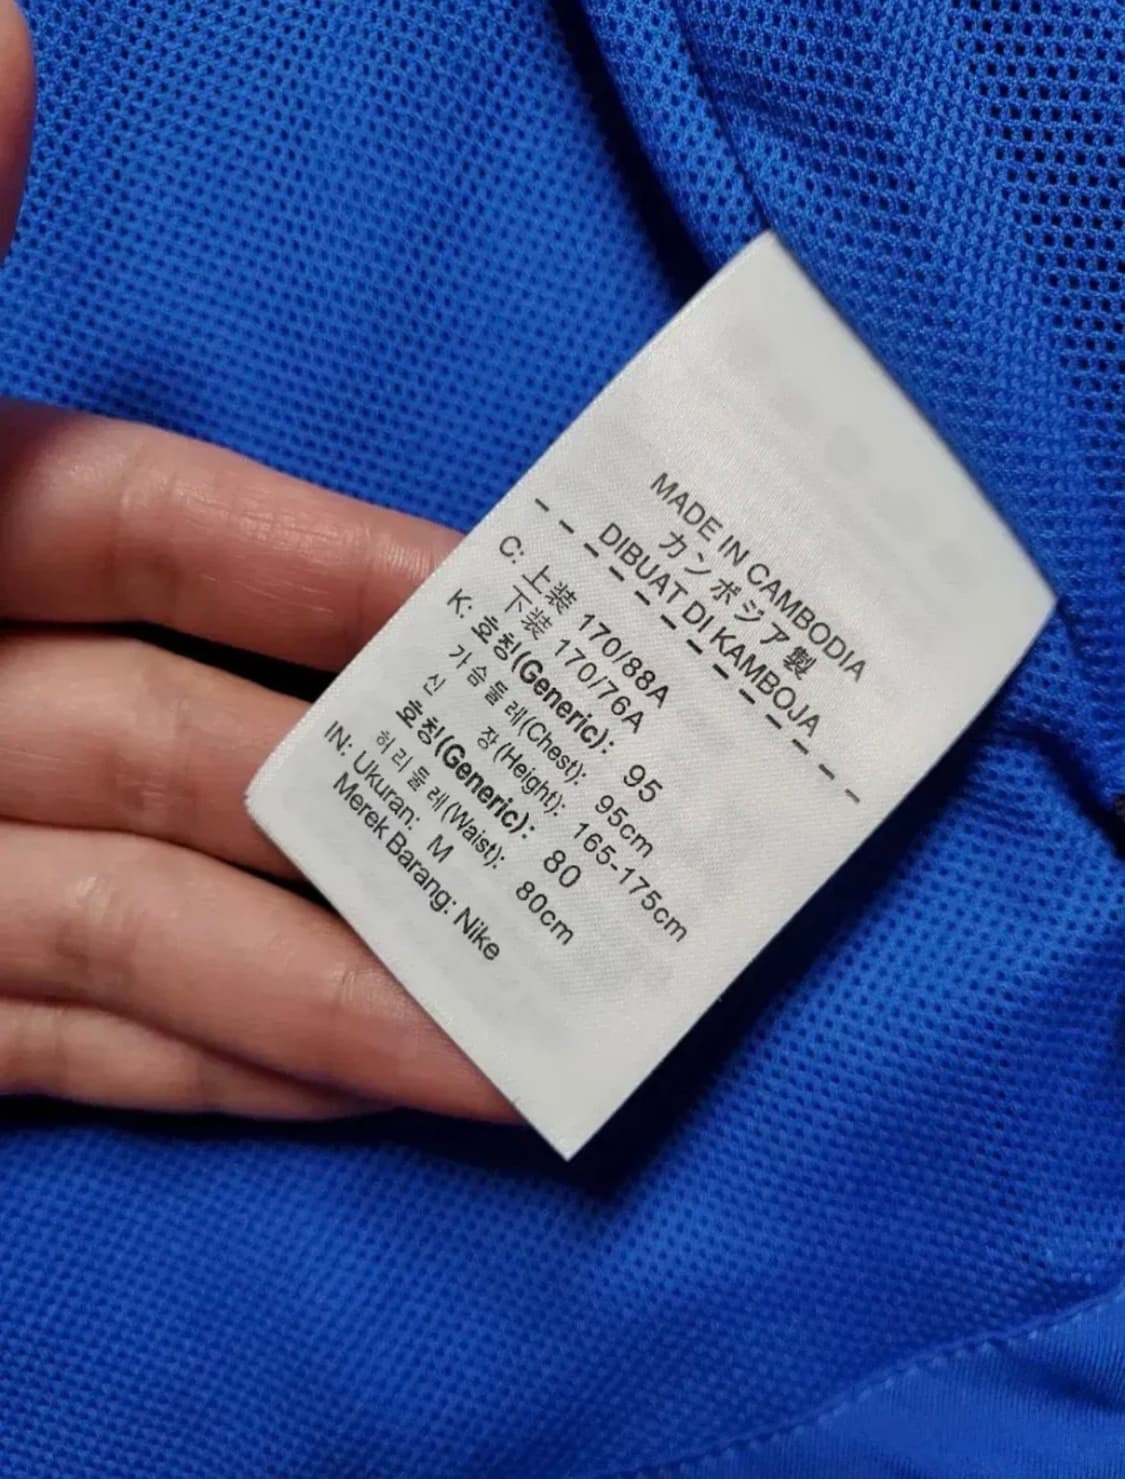 MADE IN CAMBODIA
カンボジア製
DIBUAT DI KAMBOJA
C: 上装 170/88A
下装 170/76A
K: 호칭(Generic): 95
가슴둘레(Chest): 95cm
신 장(Height): 165-175cm
호칭(Generic): 80
허리둘레(Waist): 80cm
IN: Ukuran: M
Merek Barang: Nike